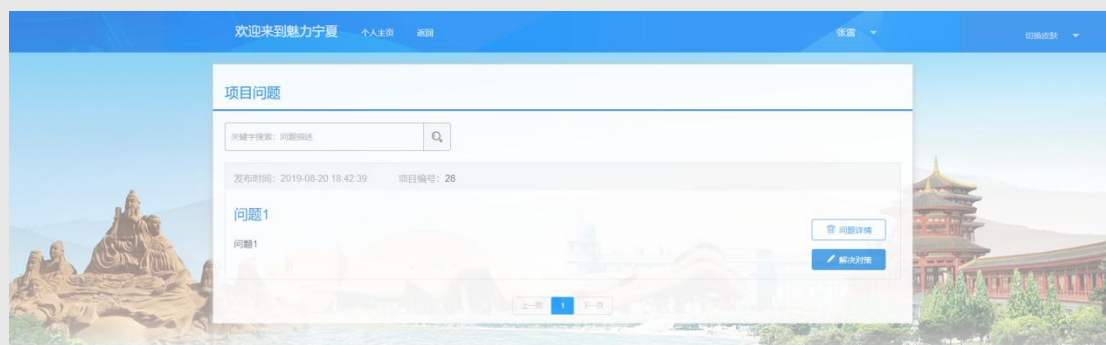 欢迎来到魅力宁夏 个人主页 返回 张雷 切换皮肤
项目问题
关键字搜索：问题描述
发布时间：2019-08-20 18:42:39 项目编号：28
问题1
问题1
问题详情
解决对策
上一页 1 下一页